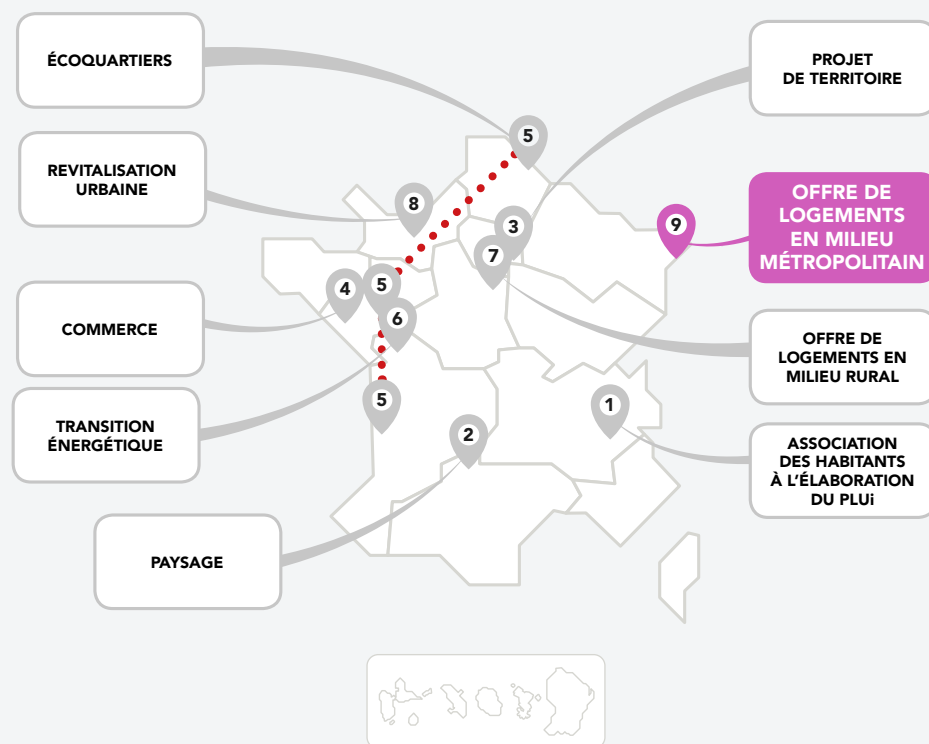 ÉCOQUARTIERS
PROJET
DE TERRITOIRE
5
REVITALISATION
URBAINE
8
3
9
OFFRE DE
LOGEMENTS
EN MILIEU
MÉTROPOLITAIN
7
4
5
6
COMMERCE
OFFRE DE
LOGEMENTS EN
MILIEU RURAL
TRANSITION
ÉNERGÉTIQUE
5
2
1
ASSOCIATION
DES HABITANTS
À L’ÉLABORATION
DU PLUi
PAYSAGE